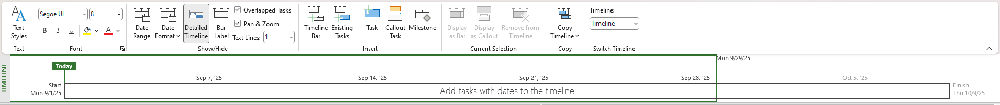 Segoe UI
8
Overlapped Tasks
Timeline:
Text
Styles
Date
Range
Date
Format
Detailed
Timeline
Bar
Label
Pan & Zoom
Timeline
Bar
Existing
Tasks
Task
Callout
Task
Milestone
Display
as Bar
Display
as Callout
Remove from
Timeline
Copy
Timeline
Timeline
B I U A
Text Lines: 1
Text
Font
Show/Hide
Insert
Current Selection
Copy
Switch Timeline
TIMELINE
Mon 9/29/25
Today
Sep 7, '25
Sep 14, '25
Sep 21, '25
Sep 28, '25
Oct 5, '25
Start
Mon 9/1/25
Add tasks with dates to the timeline
Finish
Thu 10/9/25